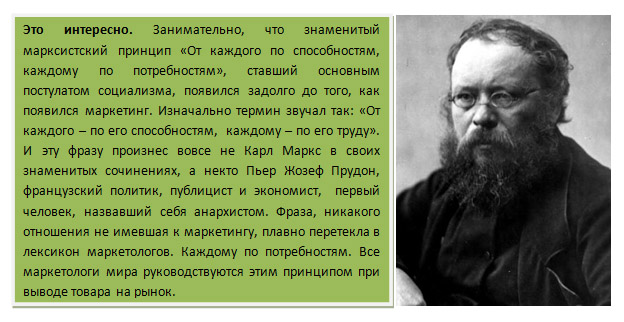 Это интересно. Занимательно, что знаменитый
марксистский принцип «От каждого по способностям,
каждому по потребностям», ставший основным
постулатом социализма, появился задолго до того, как
появился маркетинг. Изначально термин звучал так: «От
каждого – по его способностям, каждому – по его труду».
И эту фразу произнес вовсе не Карл Маркс в своих
знаменитых сочинениях, а некто Пьер Жозеф Прудон,
французский политик, публицист и экономист, первый
человек, назвавший себя анархистом. Фраза, никакого
отношения не имевшая к маркетингу, плавно перетекла в
лексикон маркетологов. Каждому по потребностям. Все
маркетологи мира руководствуются этим принципом при
выводе товара на рынок.